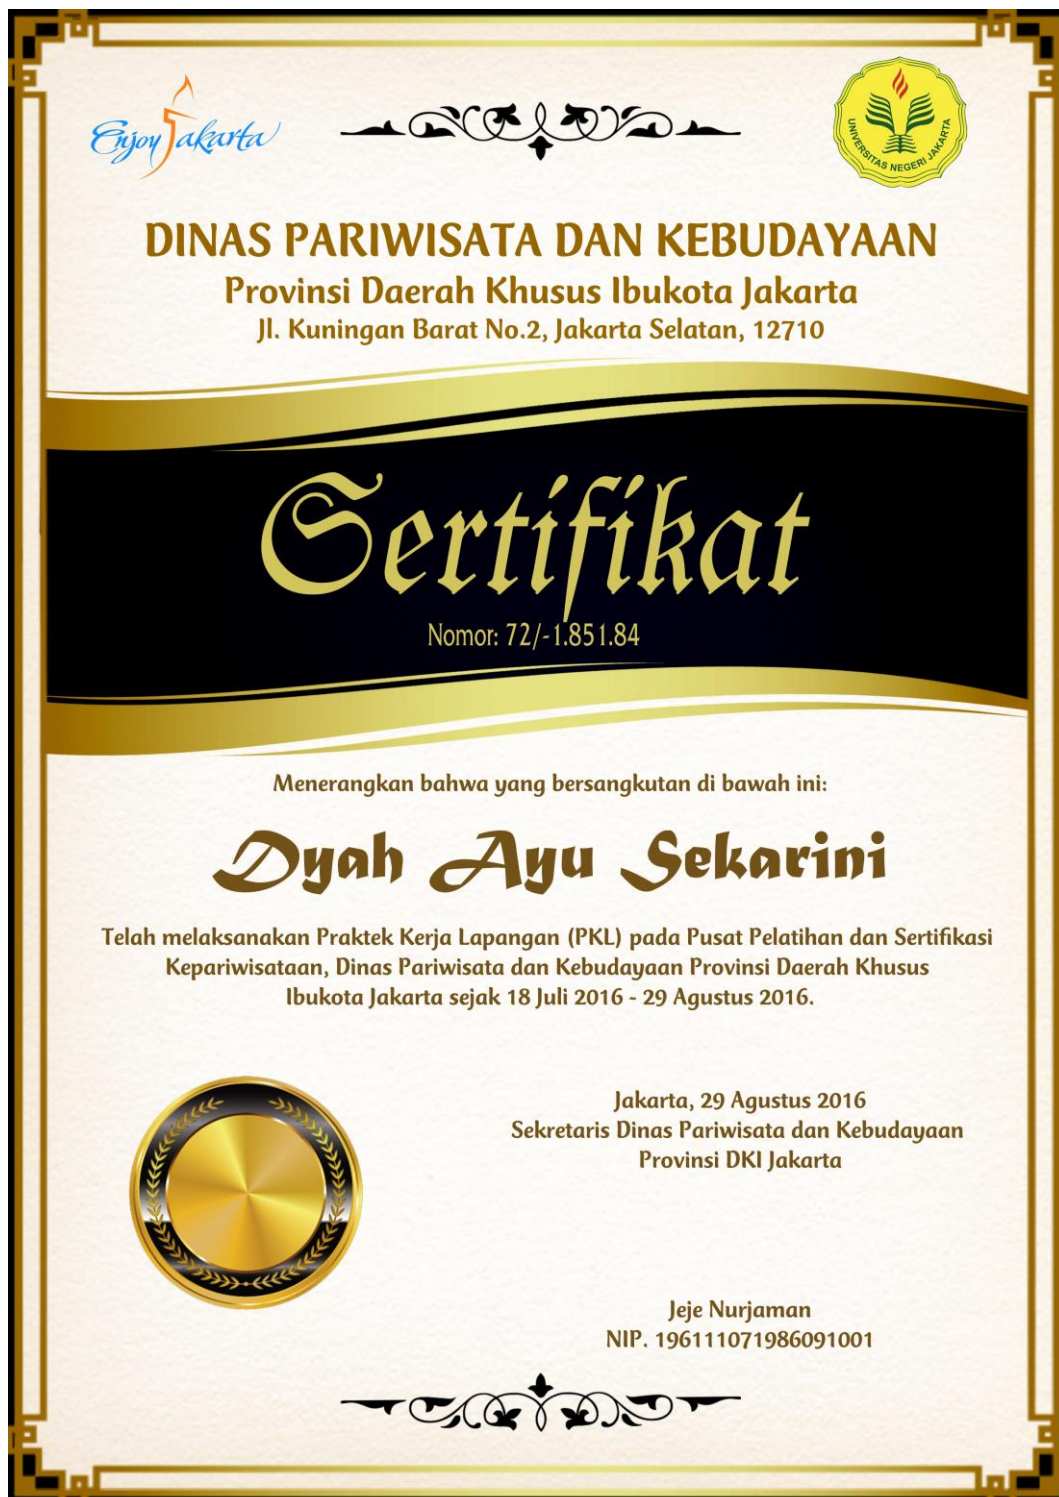 Enjoy Jakarta
UNIVERSITAS NEGERI JAKARTA
DINAS PARIWISATA DAN KEBUDAYAAN
Provinsi Daerah Khusus Ibukota Jakarta
Jl. Kuningan Barat No.2, Jakarta Selatan, 12710
Sertifikat
Nomor: 72/-1.851.84
Menerangkan bahwa yang bersangkutan di bawah ini:
Dyah Ayu Sekarini
Telah melaksanakan Praktek Kerja Lapangan (PKL) pada Pusat Pelatihan dan Sertifikasi
Kepariwisataan, Dinas Pariwisata dan Kebudayaan Provinsi Daerah Khusus
Ibukota Jakarta sejak 18 Juli 2016 - 29 Agustus 2016.
Jakarta, 29 Agustus 2016
Sekretaris Dinas Pariwisata dan Kebudayaan
Provinsi DKI Jakarta
Jeje Nurjaman
NIP. 196111071986091001